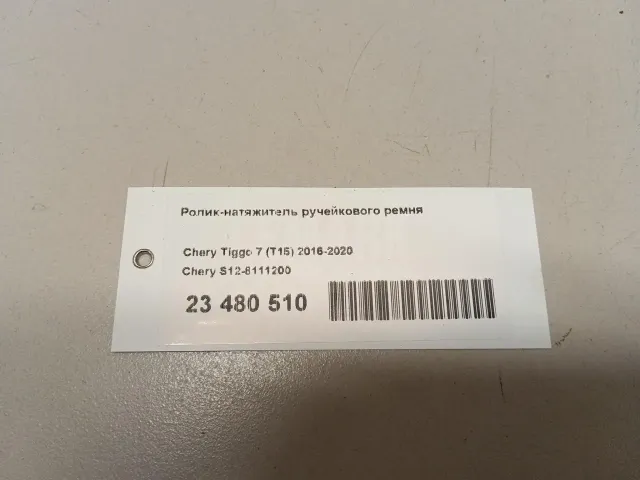 Ролик-натяжитель ручейкового ремня
Chery Tiggo 7 (T15) 2016-2020
Chery S12-8111200
23 480 510